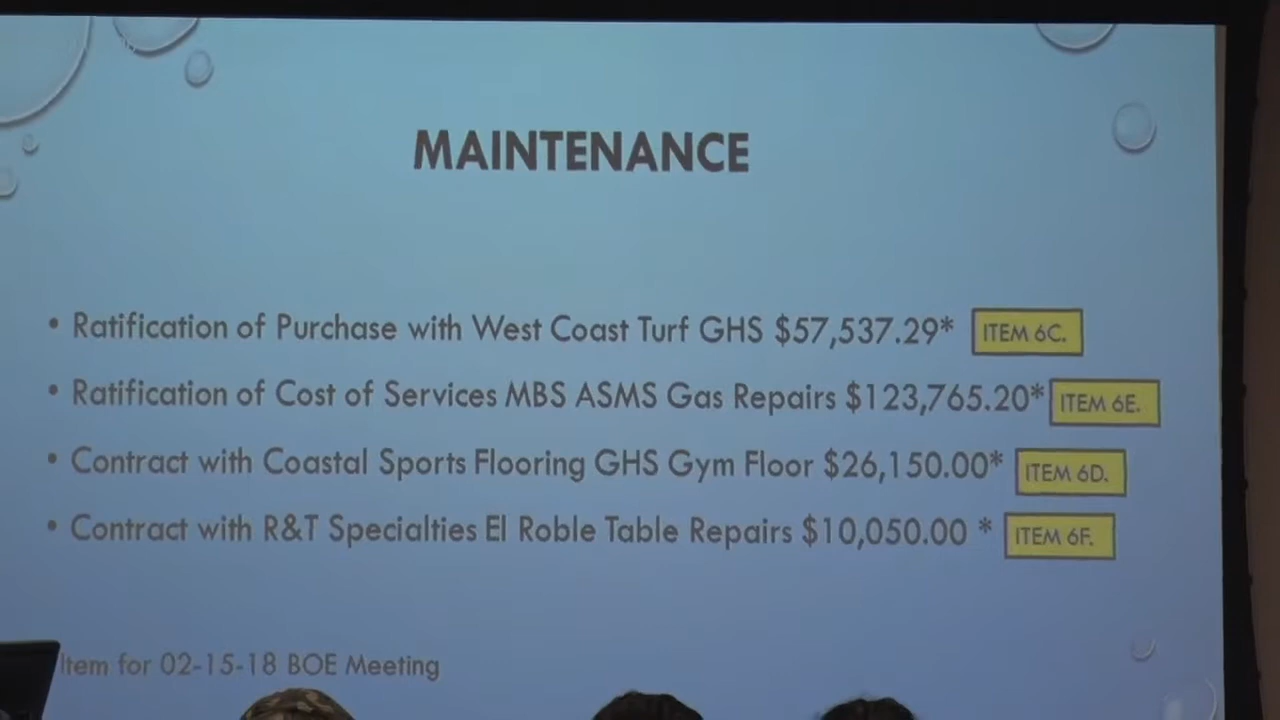 MAINTENANCE
• Ratification of Purchase with West Coast Turf GHS $57,537.29* ITEM 6C.
• Ratification of Cost of Services MBS ASMS Gas Repairs $123,765.20* ITEM 6E.
• Contract with Coastal Sports Flooring GHS Gym Floor $26,150.00* ITEM 6D.
• Contract with R&T Specialties El Roble Table Repairs $10,050.00 * ITEM 6F.
Item for 02-15-18 BOE Meeting